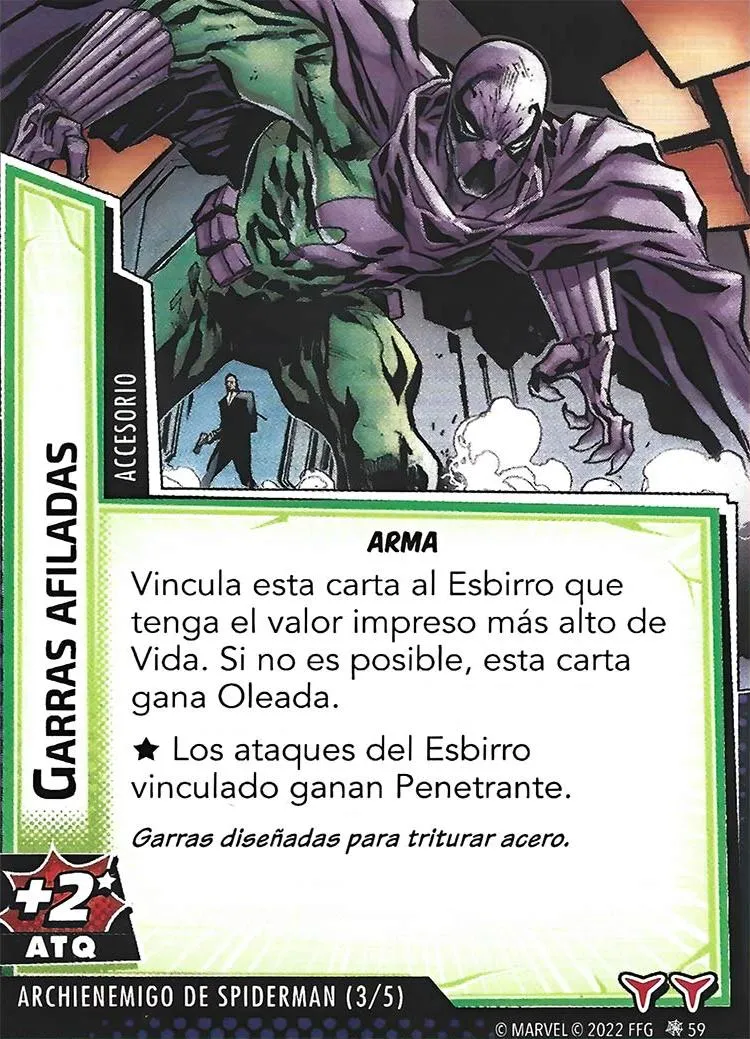 ACCESORIO
GARRAS AFILADAS
ARMA
Vincula esta carta al Esbirro que
tenga el valor impreso más alto de
Vida. Si no es posible, esta carta
gana Oleada.
★ Los ataques del Esbirro
vinculado ganan Penetrante.
Garras diseñadas para triturar acero.
+2★
ATQ
ARCHIENEMIGO DE SPIDERMAN (3/5)
© MARVEL © 2022 FFG 59